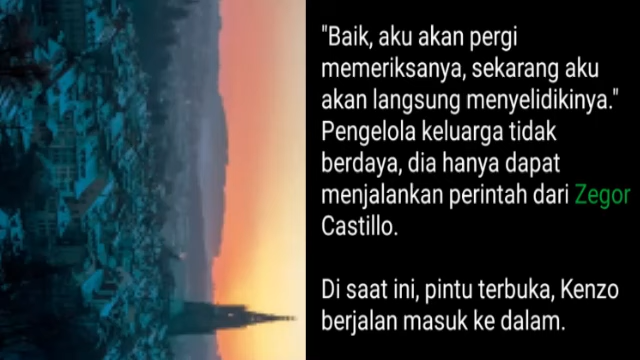 "Baik, aku akan pergi
memeriksanya, sekarang aku
akan langsung menyelidikinya."
Pengelola keluarga tidak
berdaya, dia hanya dapat
menjalankan perintah dari Zegor
Castillo.
Di saat ini, pintu terbuka, Kenzo
berjalan masuk ke dalam.